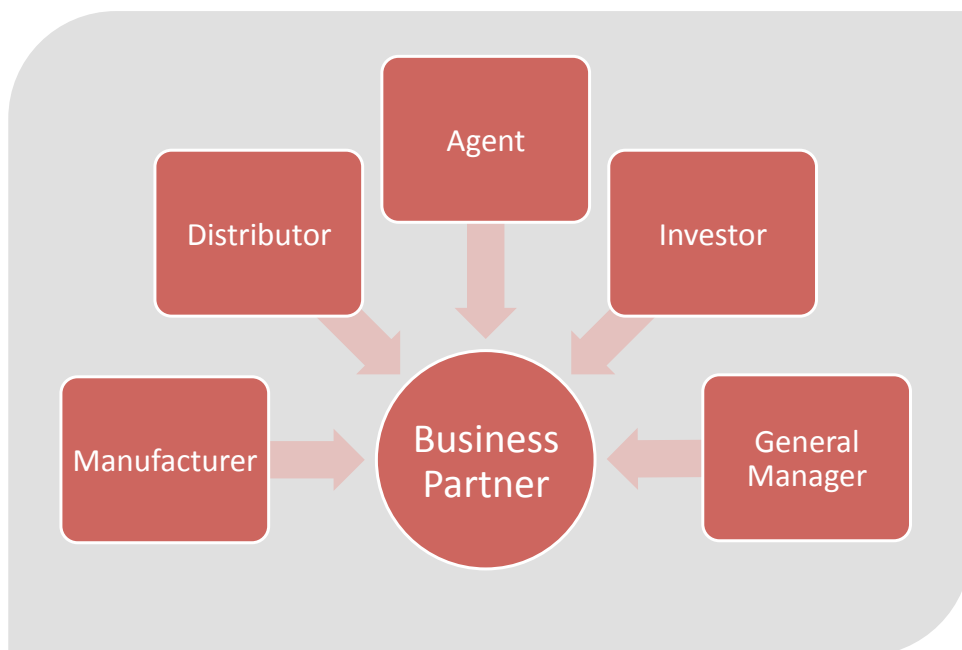 Agent
Distributor
Investor
Manufacturer
Business
Partner
General
Manager